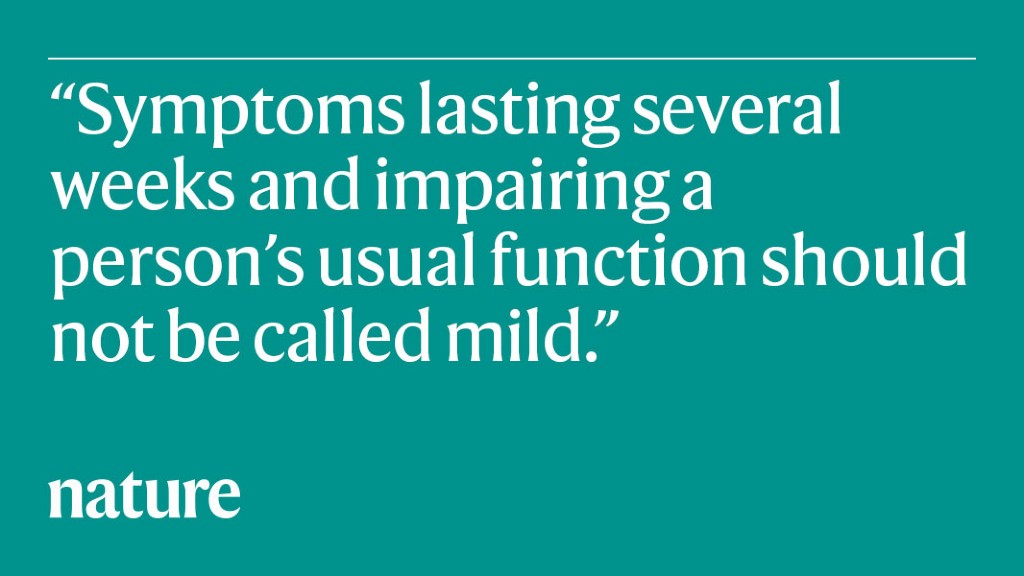 “Symptoms lasting several
weeks and impairing a
person’s usual function should
not be called mild.”
nature